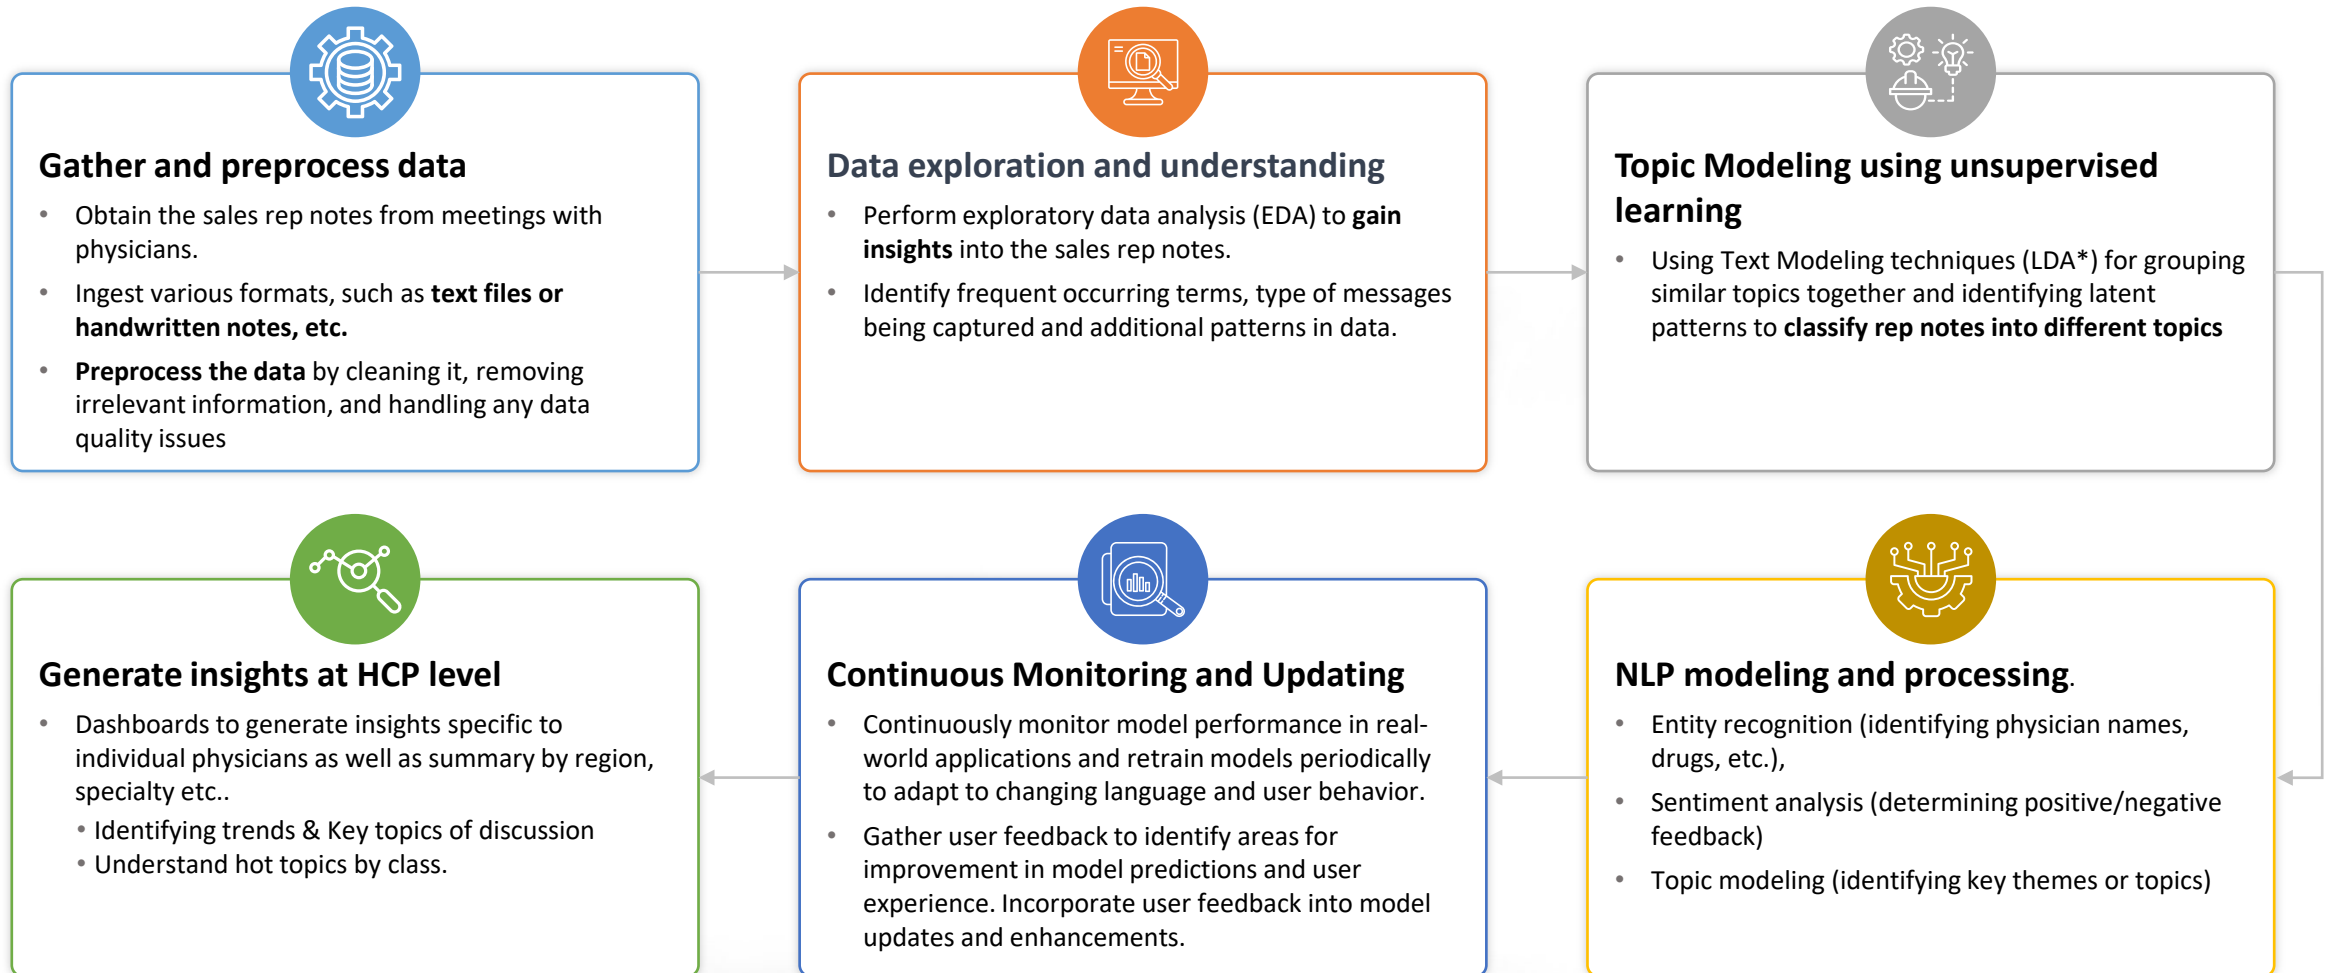 Gather and preprocess data
• Obtain the sales rep notes from meetings with
physicians.
• Ingest various formats, such as text files or
handwritten notes, etc.
• Preprocess the data by cleaning it, removing
irrelevant information, and handling any data
quality issues
Data exploration and understanding
• Perform exploratory data analysis (EDA) to gain
insights into the sales rep notes.
• Identify frequent occurring terms, type of messages
being captured and additional patterns in data.
Topic Modeling using unsupervised
learning
• Using Text Modeling techniques (LDA*) for grouping
similar topics together and identifying latent
patterns to classify rep notes into different topics
NLP modeling and processing.
• Entity recognition (identifying physician names,
drugs, etc.),
• Sentiment analysis (determining positive/negative
feedback)
• Topic modeling (identifying key themes or topics)
Continuous Monitoring and Updating
• Continuously monitor model performance in real-
world applications and retrain models periodically
to adapt to changing language and user behavior.
• Gather user feedback to identify areas for
improvement in model predictions and user
experience. Incorporate user feedback into model
updates and enhancements.
Generate insights at HCP level
• Dashboards to generate insights specific to
individual physicians as well as summary by region,
specialty etc..
• Identifying trends & Key topics of discussion
• Understand hot topics by class.